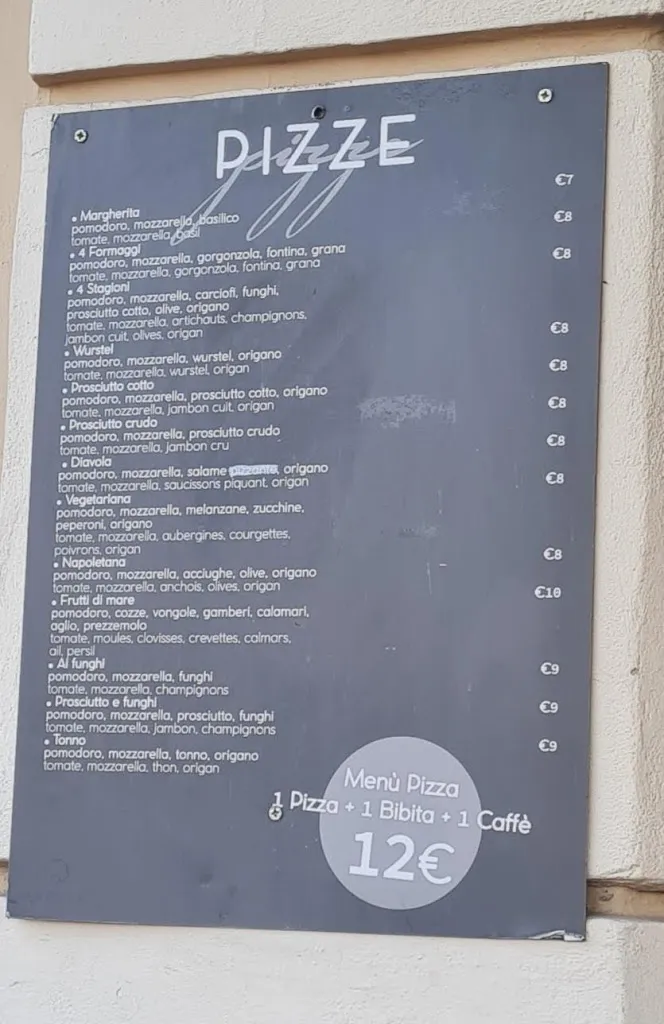 PIZZE
pizze
• Margherita €7
pomodoro, mozzarella, basilico
tomate, mozzarella, basil
• 4 Formaggi €8
pomodoro, mozzarella, gorgonzola, fontina, grana
tomate, mozzarella, gorgonzola, fontina, grana
• 4 Stagioni €8
pomodoro, mozzarella, carciofi, funghi,
prosciutto cotto, olive, origano
tomate, mozzarella, artichauts, champignons,
jambon cuit, olives, origan
• Wurstel €8
pomodoro, mozzarella, wurstel, origano
tomate, mozzarella, wurstel, origan
• Prosciutto cotto €8
pomodoro, mozzarella, prosciutto cotto, origano
tomate, mozzarella, jambon cuit, origan
• Prosciutto crudo €8
pomodoro, mozzarella, prosciutto crudo
tomate, mozzarella, jambon cru
• Diavola €8
pomodoro, mozzarella, salame piccante, origano
tomate, mozzarella, saucissons piquant, origan
• Vegetariana €8
pomodoro, mozzarella, melanzane, zucchine,
peperoni, origano
tomate, mozzarella, aubergines, courgettes,
poivrons, origan
• Napoletana €8
pomodoro, mozzarella, acciughe, olive, origano
tomate, mozzarella, anchois, olives, origan
• Frutti di mare €10
pomodoro, cozze, vongole, gamberi, calamari,
aglio, prezzemolo
tomate, moules, clovisses, crevettes, calmars,
ail, persil
• Ai funghi €9
pomodoro, mozzarella, funghi
tomate, mozzarella, champignons
• Prosciutto e funghi €9
pomodoro, mozzarella, prosciutto, funghi
tomate, mozzarella, jambon, champignons
• Tonno €9
pomodoro, mozzarella, tonno, origano
tomate, mozzarella, thon, origan
Menù Pizza
1 Pizza + 1 Bibita + 1 Caffè
12€